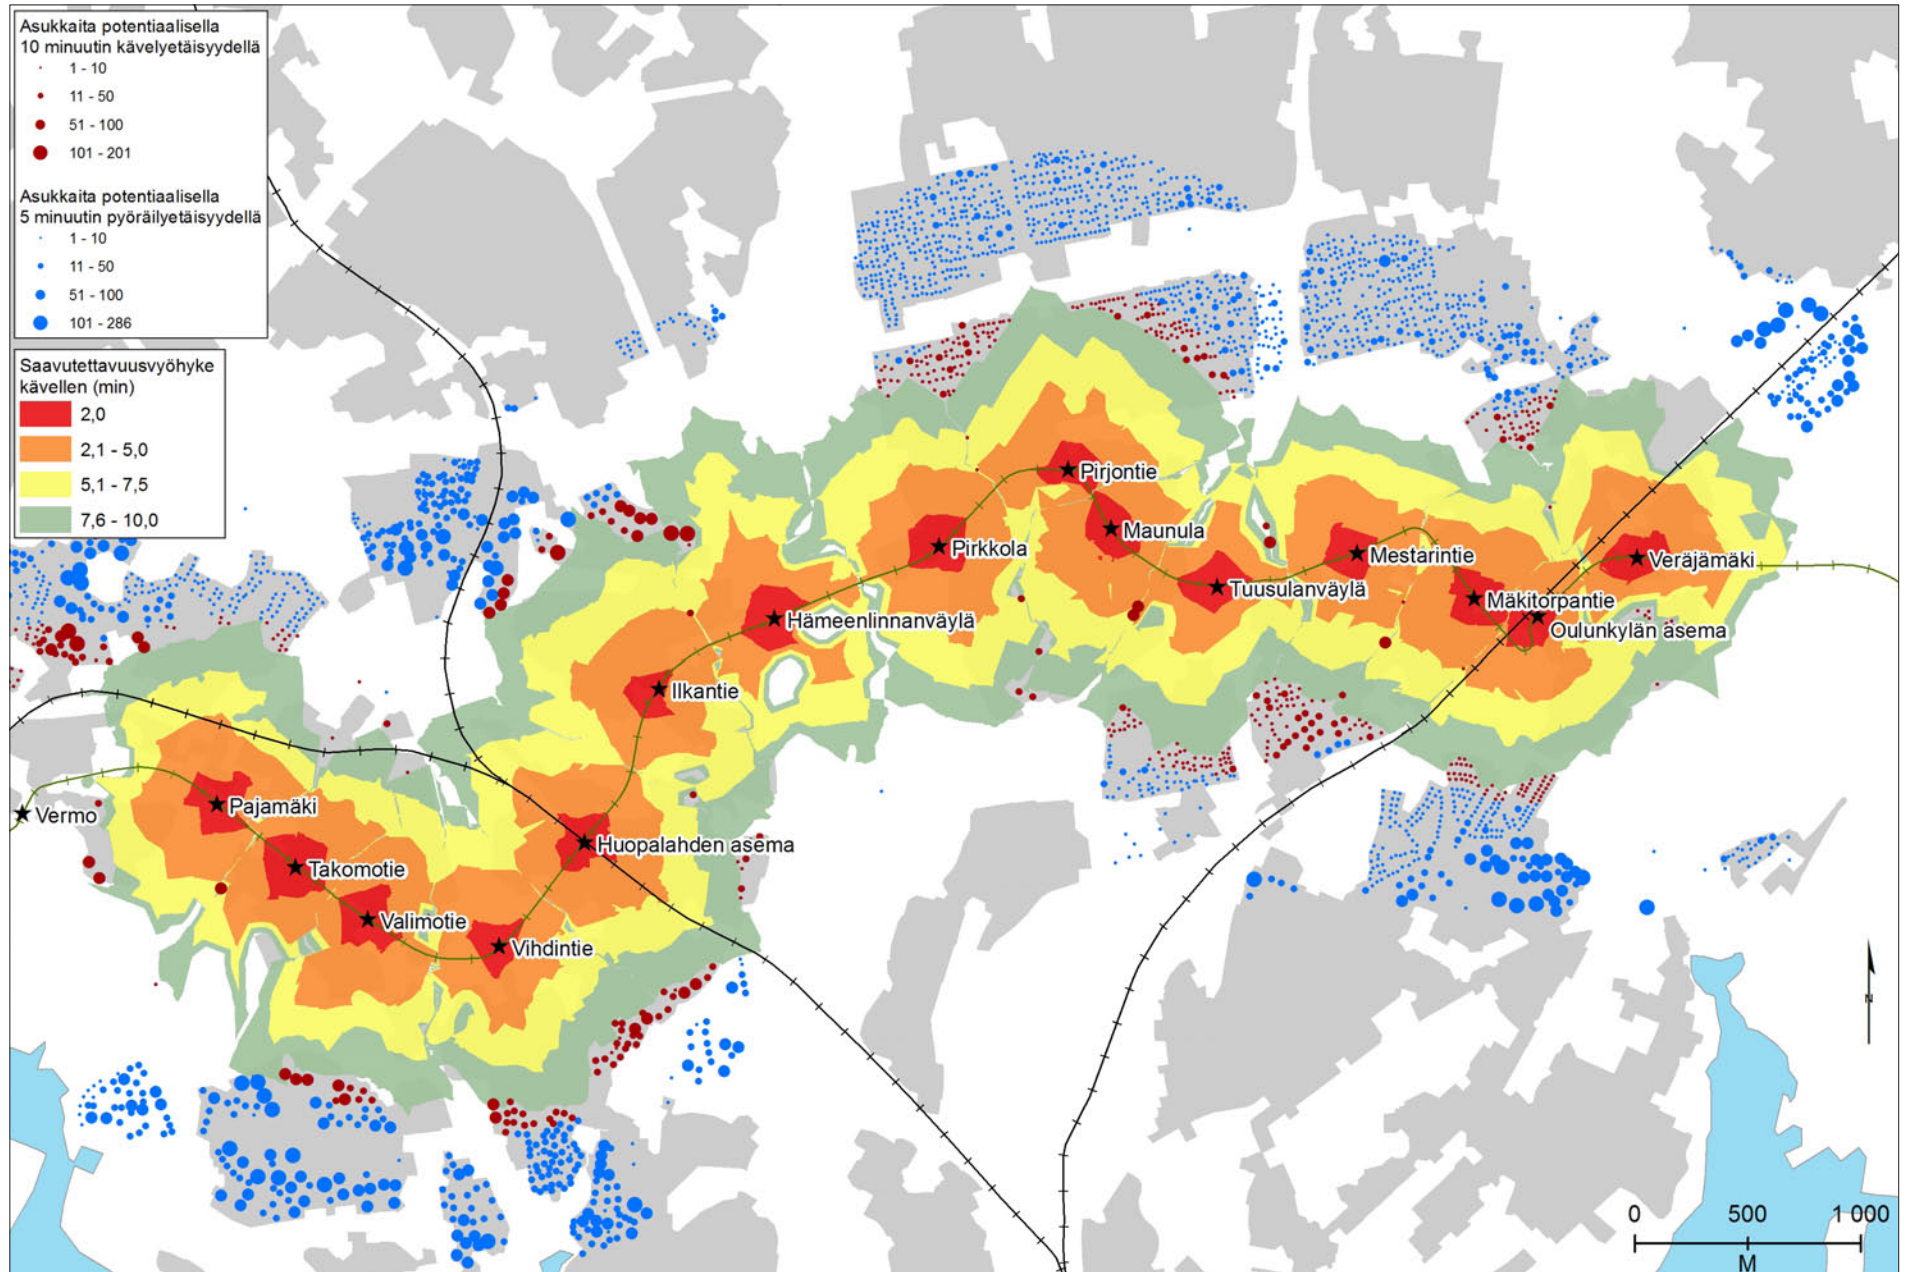 Asukkaita potentiaalisella
10 minuutin kävelyetäisyydellä
1 - 10
11 - 50
51 - 100
101 - 201
Asukkaita potentiaalisella
5 minuutin pyöräilyetäisyydellä
1 - 10
11 - 50
51 - 100
101 - 286
Saavutettavuusvyöhyke
kävellen (min)
2,0
2,1 - 5,0
5,1 - 7,5
7,6 - 10,0
Pirjontie
Maunula
Pirkkola
Mestarintie
Veräjämäki
Tuusulanväylä
Mäkitorpantie
Hämeenlinnanväylä
Oulunkylän asema
Ilkantie
Pajamäki
Vermo
Huopalahden asema
Takomotie
Valimotie
Vihdintie
N
0 500 1 000
M